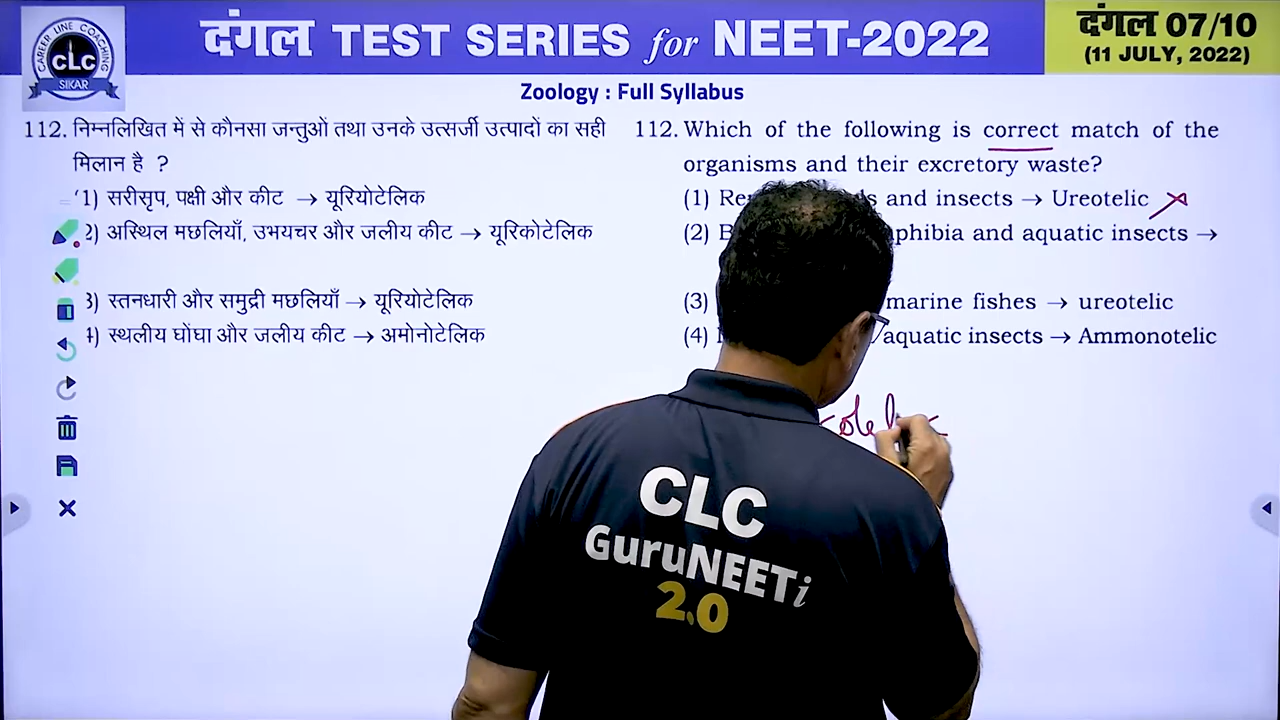 CAREER LINE COACHING
CLC
SIKAR
दंगल TEST SERIES for NEET-2022
दंगल 07/10
(11 JULY, 2022)
Zoology : Full Syllabus
112. निम्नलिखित में से कौनसा जन्तुओं तथा उनके उत्सर्जी उत्पादों का सही
मिलान है ?
1) सरीसृप, पक्षी और कीट → यूरियोटेलिक
2) अस्थिल मछलियाँ, उभयचर और जलीय कीट → यूरिकोटेलिक
3) स्तनधारी और समुद्री मछलियाँ → यूरियोटेलिक
4) स्थलीय घोंघा और जलीय कीट → अमोनोटेलिक
112. Which of the following is correct match of the
organisms and their excretory waste?
(1) and insects → Ureotelic
(2) and aquatic insects →
(3) marine fishes → ureotelic
(4) aquatic insects → Ammonotelic
CLC
GuruNEETi
2.0